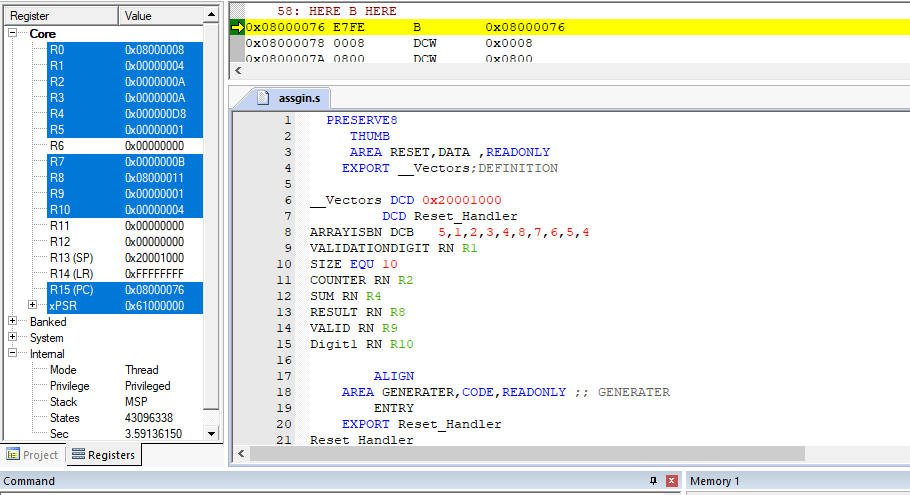 Register Value
Core
R0 0x08000008
R1 0x00000004
R2 0x0000000A
R3 0x0000000A
R4 0x000000D8
R5 0x00000001
R6 0x00000000
R7 0x0000000B
R8 0x08000011
R9 0x00000001
R10 0x00000004
R11 0x00000000
R12 0x00000000
R13 (SP) 0x20001000
R14 (LR) 0xFFFFFFFF
R15 (PC) 0x08000076
xPSR 0x61000000
Banked
System
Internal
Mode Thread
Privilege Privileged
Stack MSP
States 43096338
Sec 3.59136150
Project Registers
58: HERE B HERE
0x08000076 E7FE B 0x08000076
0x08000078 0008 DCW 0x0008
0x0800007A 0800 DCW 0x0800
assgin.s
1 PRESERVE8
2 THUMB
3 AREA RESET,DATA ,READONLY
4 EXPORT __Vectors;DEFINITION
5
6 __Vectors DCD 0x20001000
7 DCD Reset_Handler
8 ARRAYISBN DCB 5,1,2,3,4,8,7,6,5,4
9 VALIDATIONDIGIT RN R1
10 SIZE EQU 10
11 COUNTER RN R2
12 SUM RN R4
13 RESULT RN R8
14 VALID RN R9
15 Digit1 RN R10
16
17 ALIGN
18 AREA GENERATER,CODE,READONLY ;; GENERATER
19 ENTRY
20 EXPORT Reset_Handler
21 Reset_Handler
Command
Memory 1